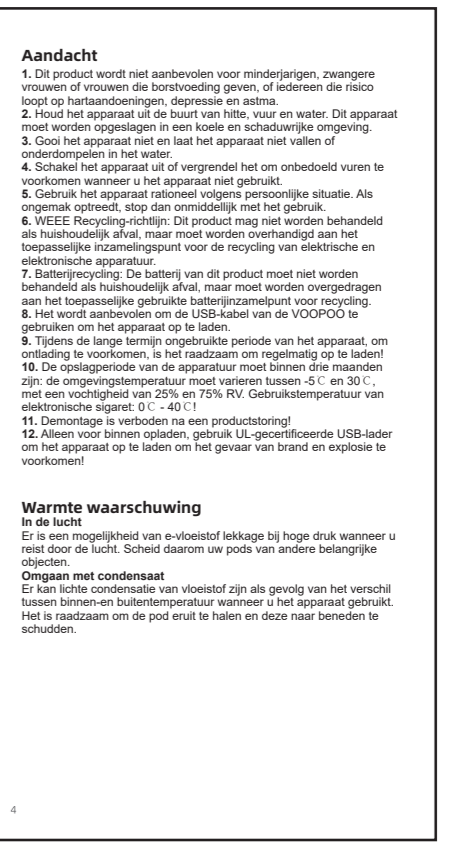 Aandacht
1. Dit product wordt niet aanbevolen voor minderjarigen, zwangere
vrouwen of vrouwen die borstvoeding geven, of iedereen die risico
loopt op hartaandoeningen, depressie en astma.
2. Houd het apparaat uit de buurt van hitte, vuur en water. Dit apparaat
moet worden opgeslagen in een koele en schaduwrijke omgeving.
3. Gooi het apparaat niet en laat het apparaat niet vallen of
onderdompelen in het water.
4. Schakel het apparaat uit of vergrendel het om onbedoeld vuren te
voorkomen wanneer u het apparaat niet gebruikt.
5. Gebruik het apparaat rationeel volgens persoonlijke situatie. Als
ongemak optreedt, stop dan onmiddellijk met het gebruik.
6. WEEE Recycling-richtlijn: Dit product mag niet worden behandeld
als huishoudelijk afval, maar moet worden overhandigd aan het
toepasselijke inzamelingspunt voor de recycling van elektrische en
elektronische apparatuur.
7. Batterijrecycling: De batterij van dit product moet niet worden
behandeld als huishoudelijk afval, maar moet worden overgedragen
aan het toepasselijke gebruikte batterijinzamelpunt voor recycling.
8. Het wordt aanbevolen om de USB-kabel van de VOOPOO te
gebruiken om het apparaat op te laden.
9. Tijdens de lange termijn ongebruikte periode van het apparaat, om
ontlading te voorkomen, is het raadzaam om regelmatig op te laden!
10. De opslagperiode van de apparatuur moet binnen drie maanden
zijn: de omgevingstemperatuur moet varieren tussen -5℃ en 30℃,
met een vochtigheid van 25% en 75% RV. Gebruikstemperatuur van
elektronische sigaret: 0℃ - 40℃!
11. Demontage is verboden na een productstoring!
12. Alleen voor binnen opladen, gebruik UL-gecertificeerde USB-lader
om het apparaat op te laden om het gevaar van brand en explosie te
voorkomen!
Warmte waarschuwing
In de lucht
Er is een mogelijkheid van e-vloeistof lekkage bij hoge druk wanneer u
reist door de lucht. Scheid daarom uw pods van andere belangrijke
objecten.
Omgaan met condensaat
Er kan lichte condensatie van vloeistof zijn als gevolg van het verschil
tussen binnen-en buitentemperatuur wanneer u het apparaat gebruikt.
Het is raadzaam om de pod eruit te halen en deze naar beneden te
schudden.
4